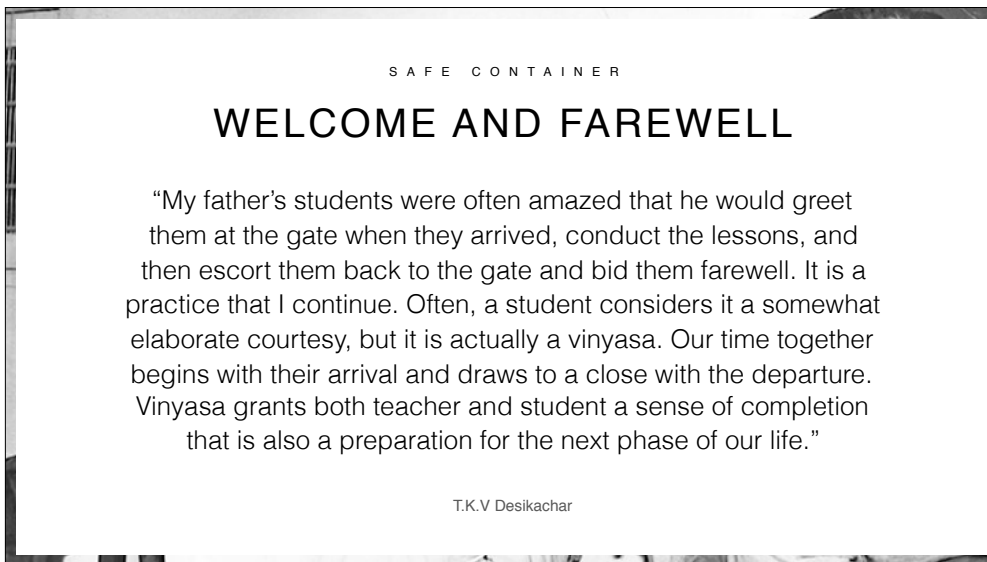 SAFE CONTAINER
WELCOME AND FAREWELL
“My father’s students were often amazed that he would greet
them at the gate when they arrived, conduct the lessons, and
then escort them back to the gate and bid them farewell. It is a
practice that I continue. Often, a student considers it a somewhat
elaborate courtesy, but it is actually a vinyasa. Our time together
begins with their arrival and draws to a close with the departure.
Vinyasa grants both teacher and student a sense of completion
that is also a preparation for the next phase of our life.”
T.K.V Desikachar